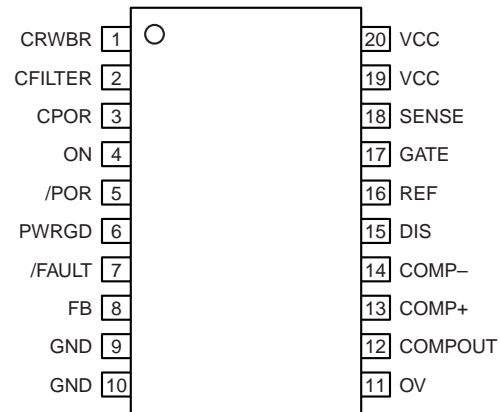 CRWBR 1 20 VCC
CFILTER 2 19 VCC
CPOR 3 18 SENSE
ON 4 17 GATE
/POR 5 16 REF
PWRGD 6 15 DIS
/FAULT 7 14 COMP–
FB 8 13 COMP+
GND 9 12 COMPOUT
GND 10 11 OV